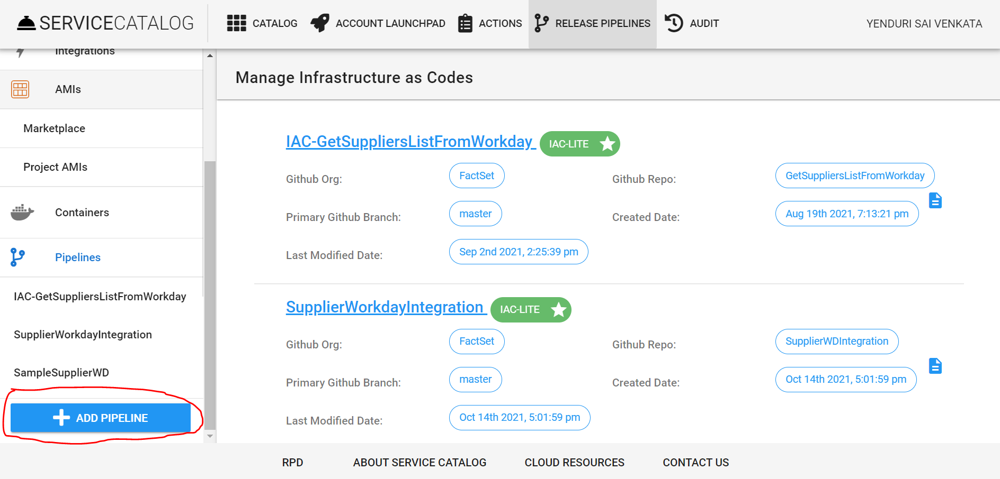 SERVICECATALOG
CATALOG
ACCOUNT LAUNCHPAD
ACTIONS
RELEASE PIPELINES
AUDIT
YENDURI SAI VENKATA
Integrations
AMIs
Marketplace
Project AMIs
Containers
Pipelines
IAC-GetSuppliersListFromWorkday
SupplierWorkdayIntegration
SampleSupplierWD
ADD PIPELINE
Manage Infrastructure as Codes
IAC-GetSuppliersListFromWorkday IAC-LITE
Github Org: FactSet Github Repo: GetSuppliersListFromWorkday
Primary Github Branch: master Created Date: Aug 19th 2021, 7:13:21 pm
Last Modified Date: Sep 2nd 2021, 2:25:39 pm
SupplierWorkdayIntegration IAC-LITE
Github Org: FactSet Github Repo: SupplierWDIntegration
Primary Github Branch: master Created Date: Oct 14th 2021, 5:01:59 pm
Last Modified Date: Oct 14th 2021, 5:01:59 pm
RPD ABOUT SERVICE CATALOG CLOUD RESOURCES CONTACT US